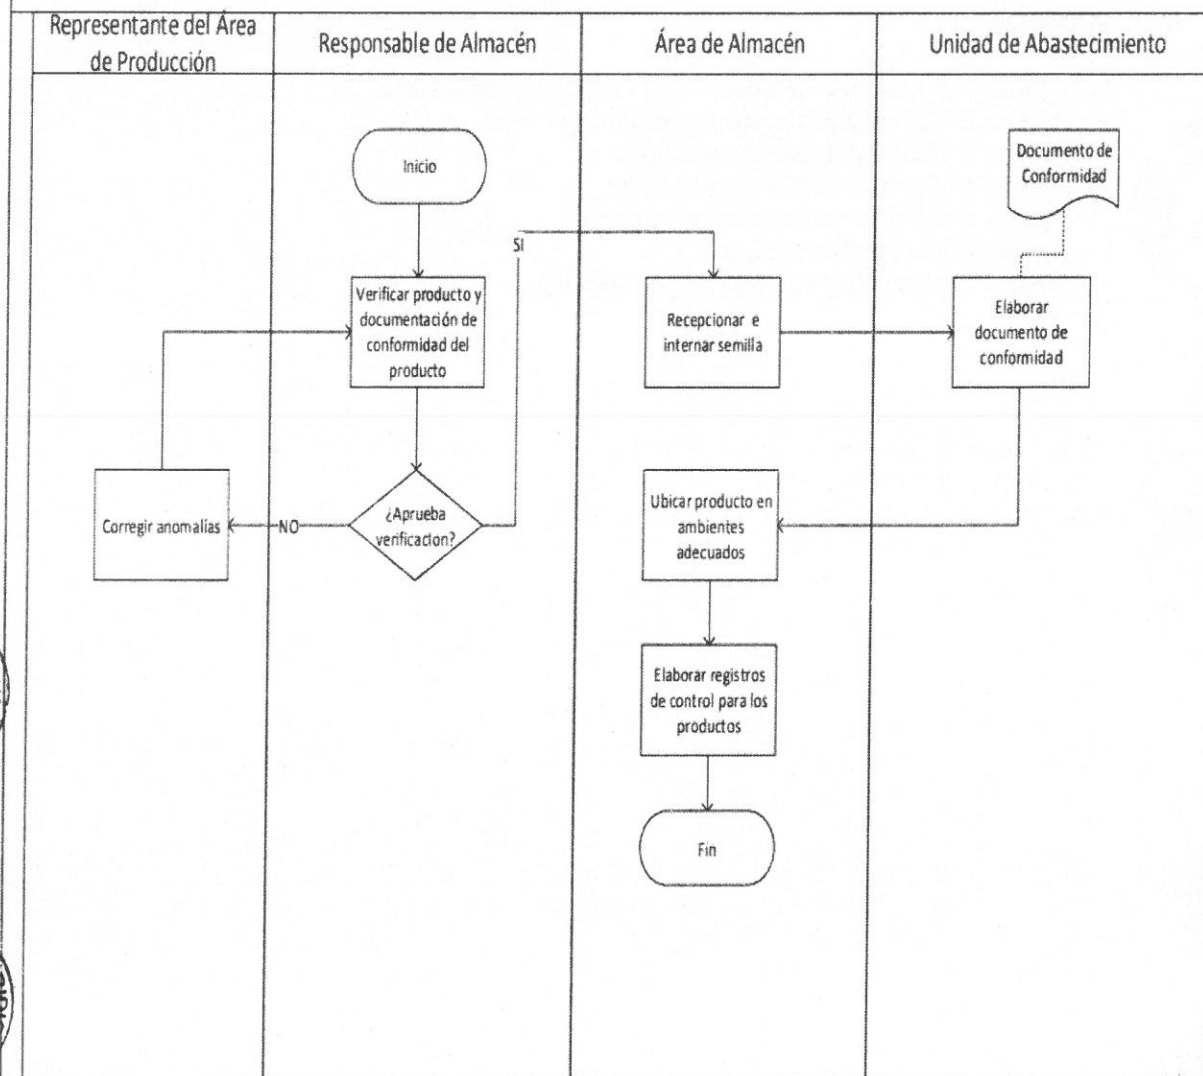 Representante del Área
de Producción
Responsable de Almacén
Área de Almacén
Unidad de Abastecimiento
Inicio
Documento de
Conformidad
SI
Verificar producto y
documentación de
conformidad del
producto
Recepcionar e
internar semilla
Elaborar
documento de
conformidad
Corregir anomalías
NO
¿Aprueba
verificacion?
Ubicar producto en
ambientes
adecuados
Elaborar registros
de control para los
productos
Fin